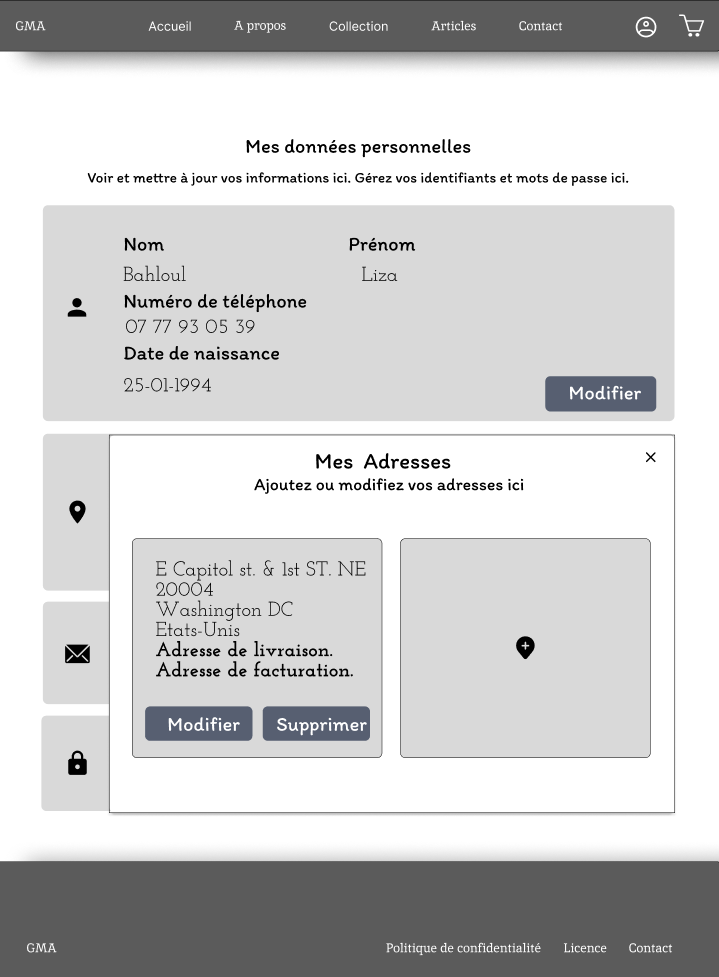 GMA Accueil A propos Collection Articles Contact
Mes données personnelles
Voir et mettre à jour vos informations ici. Gérez vos identifiants et mots de passe ici.
Nom Prénom
Bahloul Liza
Numéro de téléphone
07 77 93 05 39
Date de naissance
25-01-1994
Modifier
Mes Adresses
Ajoutez ou modifiez vos adresses ici
E Capitol st. & 1st ST. NE
20004
Washington DC
Etats-Unis
Adresse de livraison.
Adresse de facturation.
Modifier Supprimer
GMA Politique de confidentialité Licence Contact